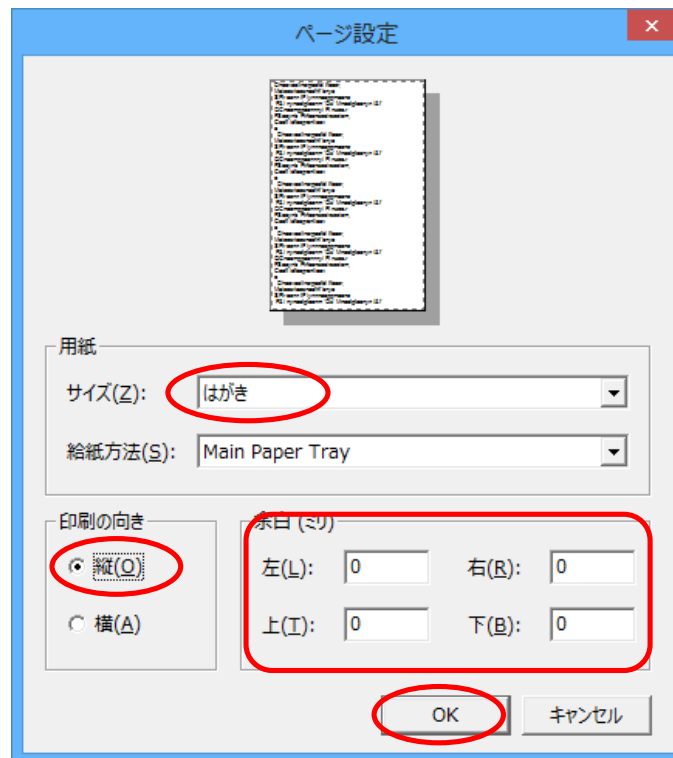 ページ設定
用紙
サイズ(Z): はがき
給紙方法(S): Main Paper Tray
印刷の向き
縦(O)
横(A)
余白 (ミリ)
左(L): 0 右(R): 0
上(T): 0 下(B): 0
OK キャンセル